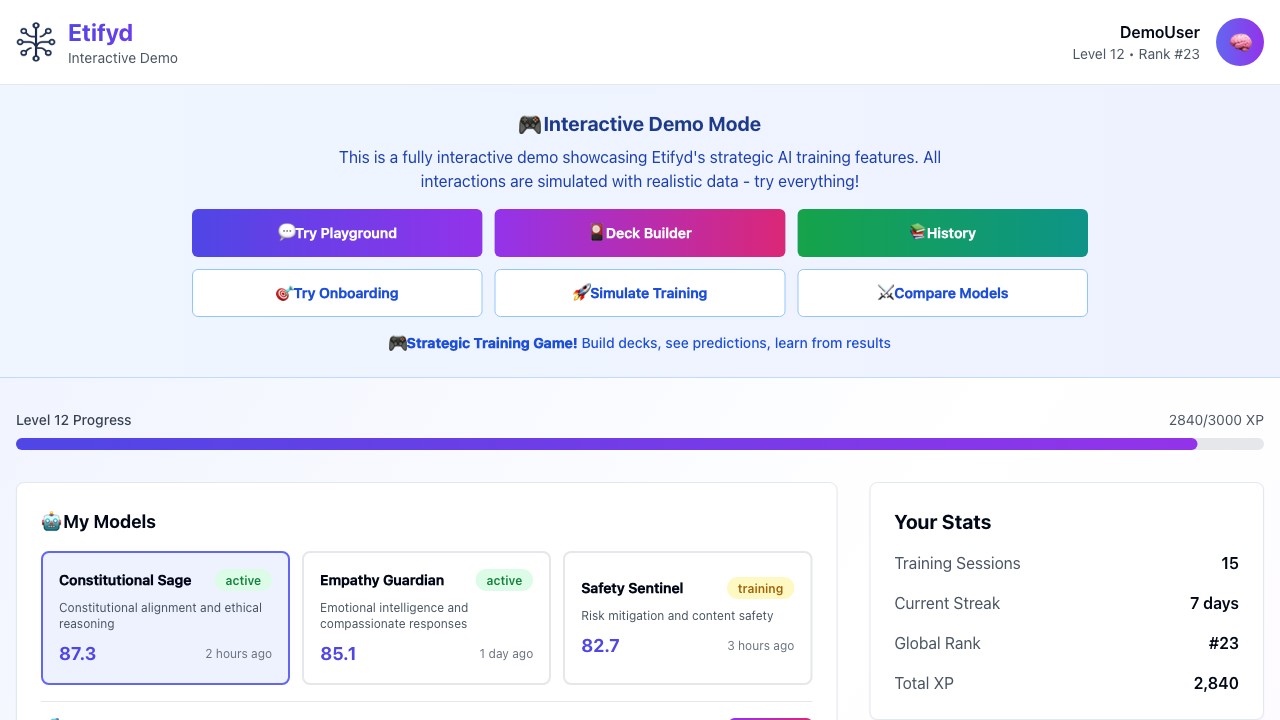 Etifyd
Interactive Demo
DemoUser
Level 12 • Rank #23
🎮Interactive Demo Mode
This is a fully interactive demo showcasing Etifyd's strategic AI training features. All
interactions are simulated with realistic data - try everything!
💬Try Playground
🎴Deck Builder
📚History
🎯Try Onboarding
🚀Simulate Training
⚔️Compare Models
🎮Strategic Training Game! Build decks, see predictions, learn from results
Level 12 Progress
2840/3000 XP
🤖My Models
Constitutional Sage
active
Constitutional alignment and ethical
reasoning
87.3
2 hours ago
Empathy Guardian
active
Emotional intelligence and
compassionate responses
85.1
1 day ago
Safety Sentinel
training
Risk mitigation and content safety
82.7
3 hours ago
Your Stats
Training Sessions
15
Current Streak
7 days
Global Rank
#23
Total XP
2,840